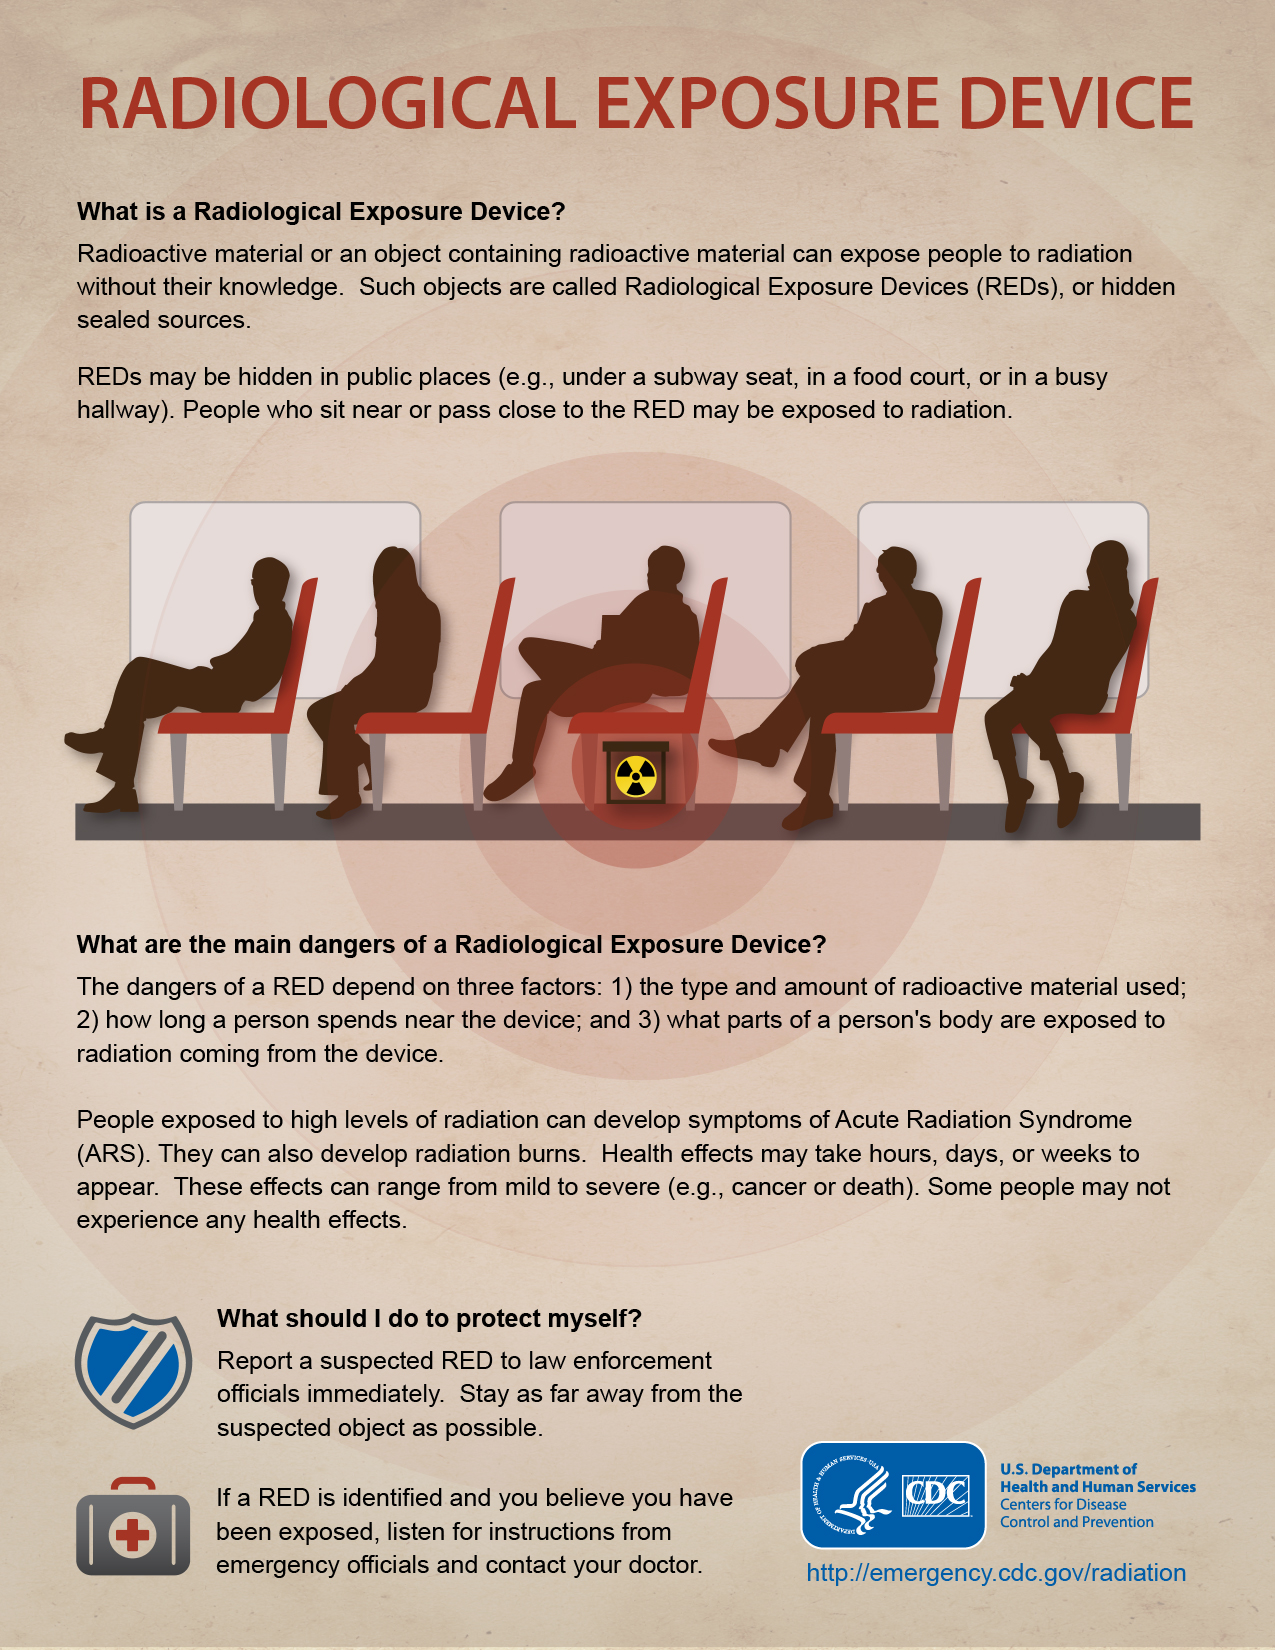 RADIOLOGICAL EXPOSURE DEVICE
What is a Radiological Exposure Device?
Radioactive material or an object containing radioactive material can expose people to radiation
without their knowledge.  Such objects are called Radiological Exposure Devices (REDs), or hidden
sealed sources.
REDs may be hidden in public places (e.g., under a subway seat, in a food court, or in a busy
hallway). People who sit near or pass close to the RED may be exposed to radiation.
What are the main dangers of a Radiological Exposure Device?
The dangers of a RED depend on three factors: 1) the type and amount of radioactive material used;
2) how long a person spends near the device; and 3) what parts of a person's body are exposed to
radiation coming from the device.
People exposed to high levels of radiation can develop symptoms of Acute Radiation Syndrome
(ARS). They can also develop radiation burns.  Health effects may take hours, days, or weeks to
appear.  These effects can range from mild to severe (e.g., cancer or death). Some people may not
experience any health effects.
What should I do to protect myself?
Report a suspected RED to law enforcement
officials immediately.  Stay as far away from the
suspected object as possible.
If a RED is identified and you believe you have
been exposed, listen for instructions from
emergency officials and contact your doctor.
DEPARTMENT OF HEALTH & HUMAN SERVICES · USA
CDC
U.S. Department of
Health and Human Services
Centers for Disease
Control and Prevention
http://emergency.cdc.gov/radiation